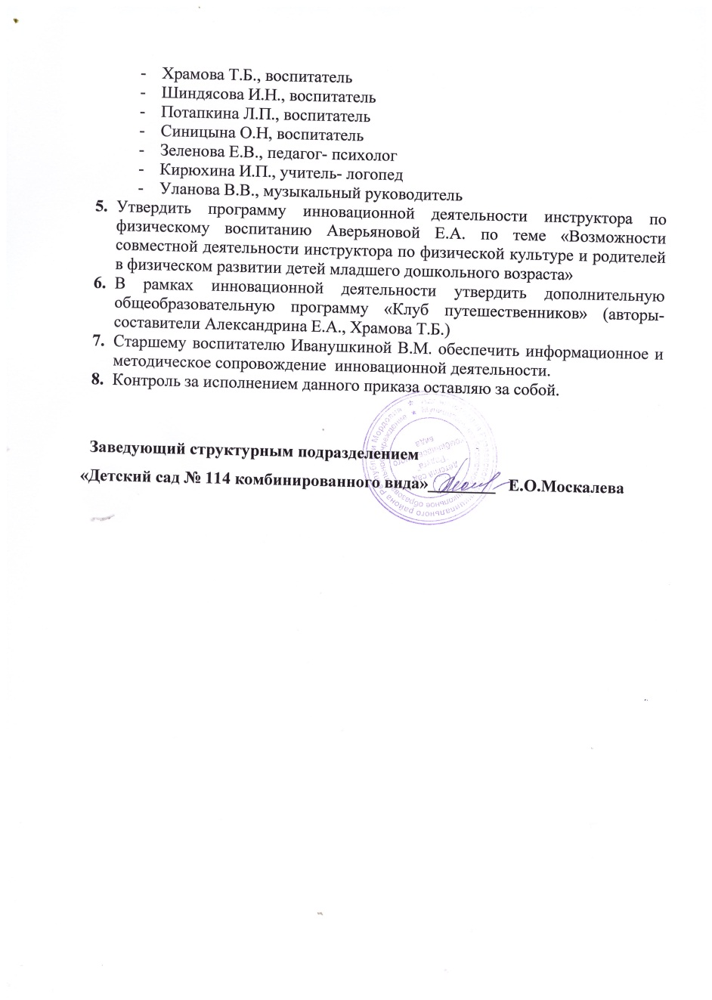 - Храмова Т.Б., воспитатель
- Шиндясова И.Н., воспитатель
- Потапкина Л.П., воспитатель
- Синицына О.Н, воспитатель
- Зеленова Е.В., педагог- психолог
- Кирюхина И.П., учитель- логопед
- Уланова В.В., музыкальный руководитель
5. Утвердить программу инновационной деятельности инструктора по
физическому воспитанию Аверьяновой Е.А. по теме «Возможности
совместной деятельности инструктора по физической культуре и родителей
в физическом развитии детей младшего дошкольного возраста»
6. В рамках инновационной деятельности утвердить дополнительную
общеобразовательную программу «Клуб путешественников» (авторы-
составители Александрина Е.А., Храмова Т.Б.)
7. Старшему воспитателю Иванушкиной В.М. обеспечить информационное и
методическое сопровождение инновационной деятельности.
8. Контроль за исполнением данного приказа оставляю за собой.
Заведующий структурным подразделением
«Детский сад № 114 комбинированного вида»__________ Е.О.Москалева